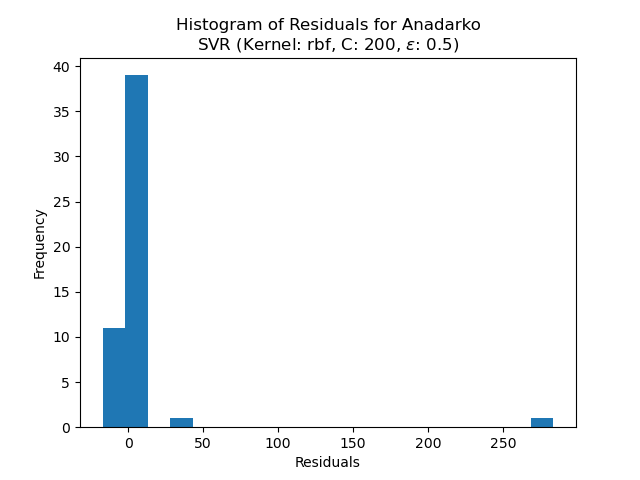 Histogram of Residuals for Anadarko
SVR (Kernel: rbf, C: 200, ε: 0.5)
40
35
30
25
20
15
10
5
0
Frequency
0 50 100 150 200 250
Residuals